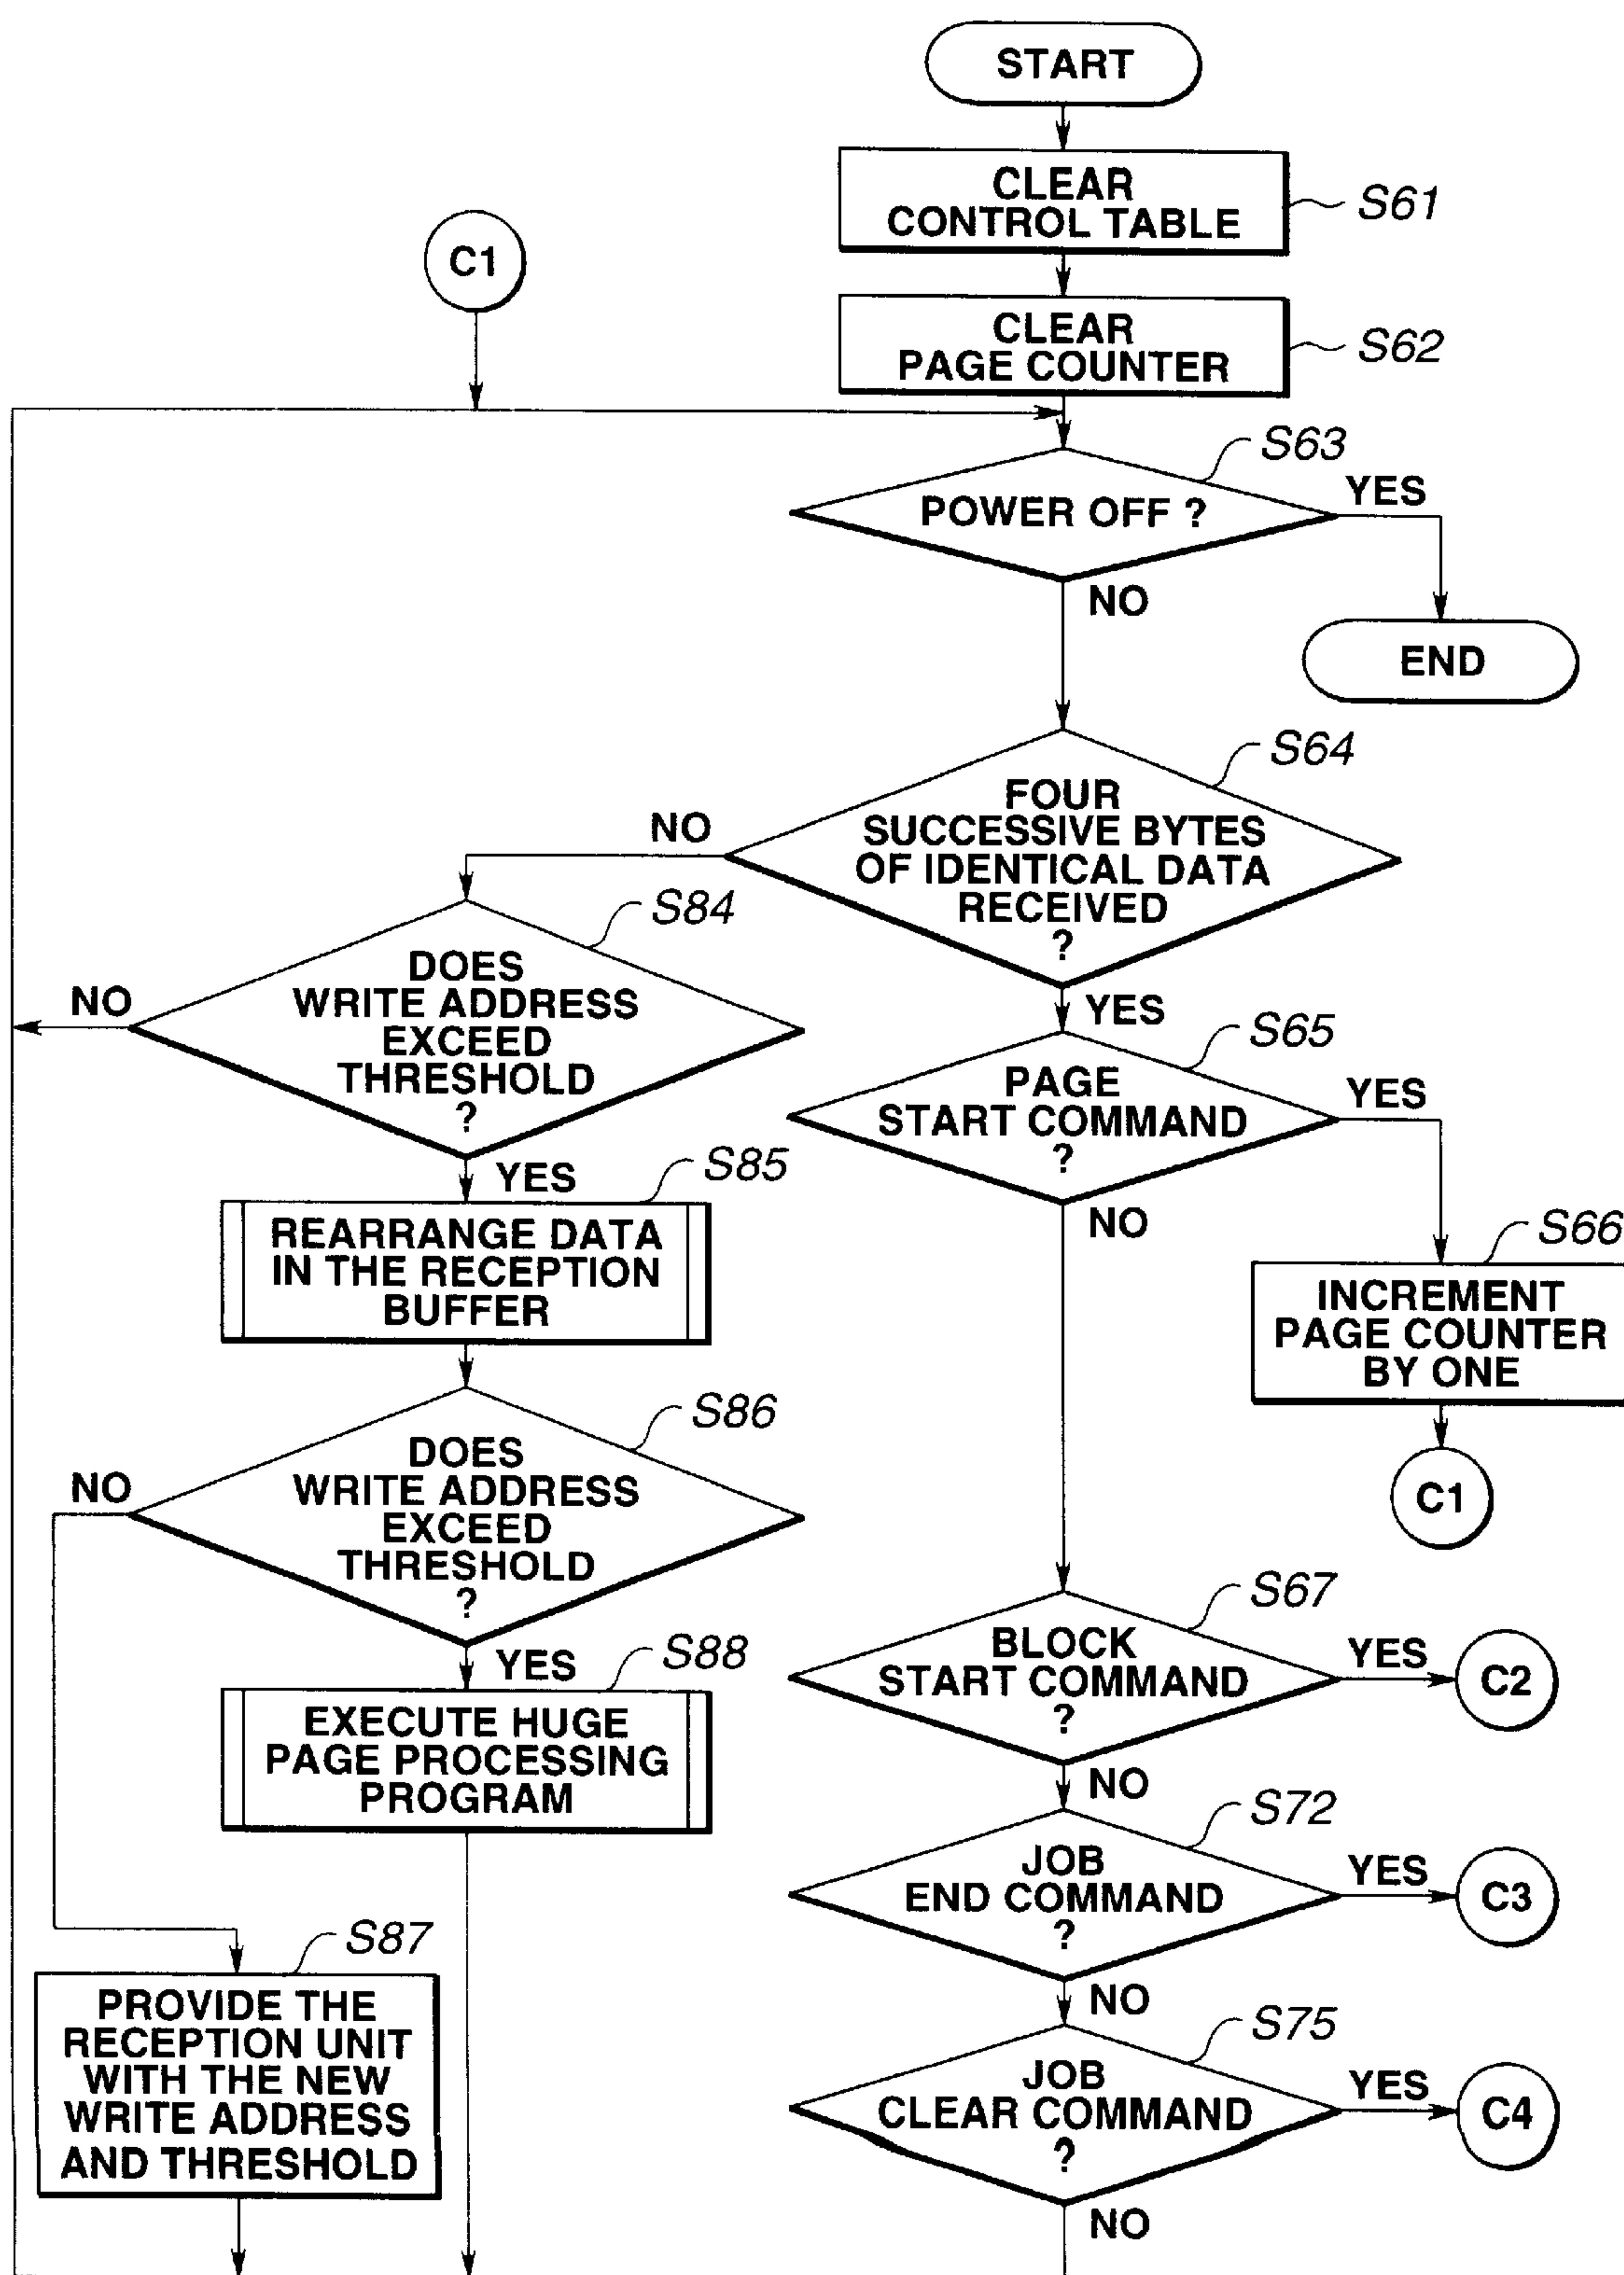 START
CLEAR
CONTROL TABLE
S61
C1
CLEAR
PAGE COUNTER
S62
S63
POWER OFF ?
YES
NO
END
S64
FOUR
SUCCESSIVE BYTES
OF IDENTICAL DATA
RECEIVED
?
NO
YES
S84
DOES
WRITE ADDRESS
EXCEED
THRESHOLD
?
NO
YES
S65
PAGE
START COMMAND
?
YES
NO
S85
REARRANGE DATA
IN THE RECEPTION
BUFFER
S66
INCREMENT
PAGE COUNTER
BY ONE
C1
S86
DOES
WRITE ADDRESS
EXCEED
THRESHOLD
?
NO
YES
S67
BLOCK
START COMMAND
?
YES
C2
NO
S88
EXECUTE HUGE
PAGE PROCESSING
PROGRAM
S72
JOB
END COMMAND
?
YES
C3
NO
S87
PROVIDE THE
RECEPTION UNIT
WITH THE NEW
WRITE ADDRESS
AND THRESHOLD
S75
JOB
CLEAR COMMAND
?
YES
C4
NO